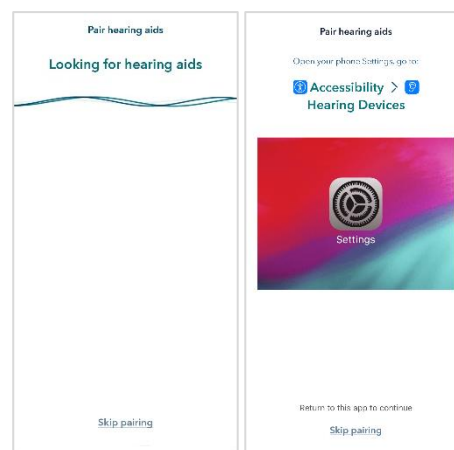 Pair hearing aids
Looking for hearing aids
Skip pairing
Pair hearing aids
Open your phone Settings, go to:
Accessibility >
Hearing Devices
Settings
Return to this app to continue
Skip pairing